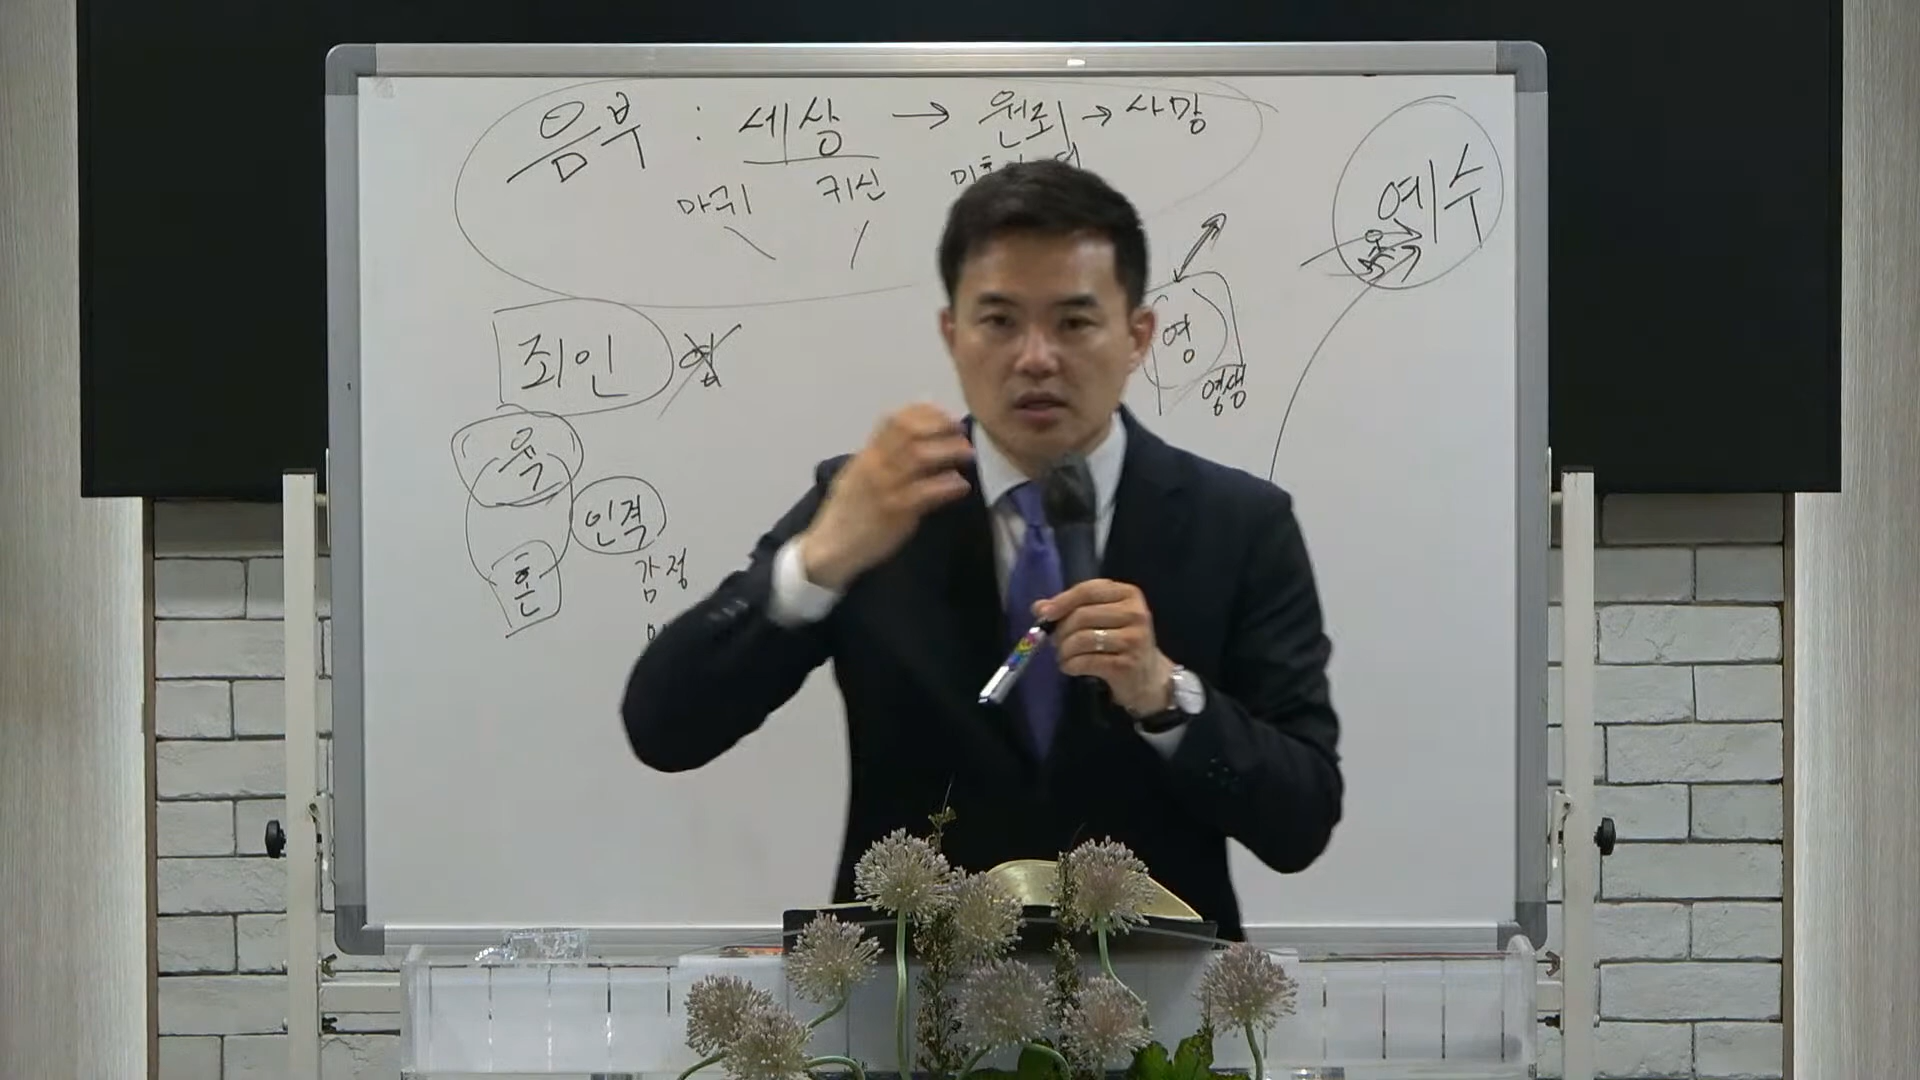 음부 : 세상 → 원죄 → 사망
마귀 귀신
예수
죄인
영
영생
육
인격
혼
감정